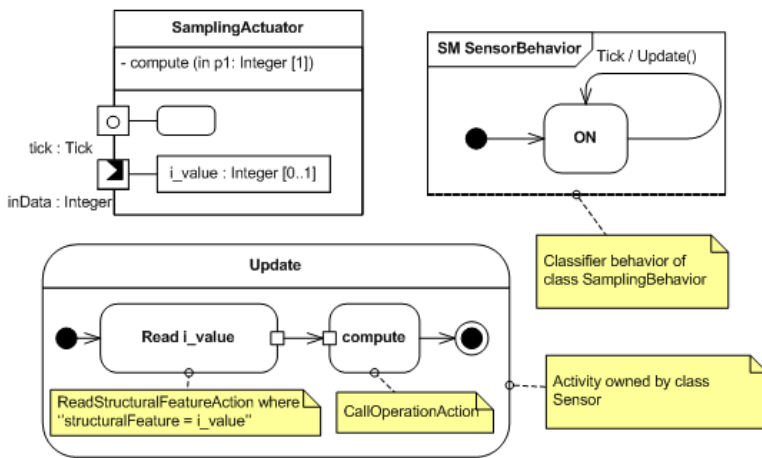 SamplingActuator
- compute (in p1: Integer [1])
tick : Tick
i_value : Integer [0..1]
inData : Integer
SM SensorBehavior
Tick / Update()
ON
Classifier behavior of
class SamplingBehavior
Update
Read i_value
compute
ReadStructuralFeatureAction where
‘’structuralFeature = i_value’’
CallOperationAction
Activity owned by class
Sensor